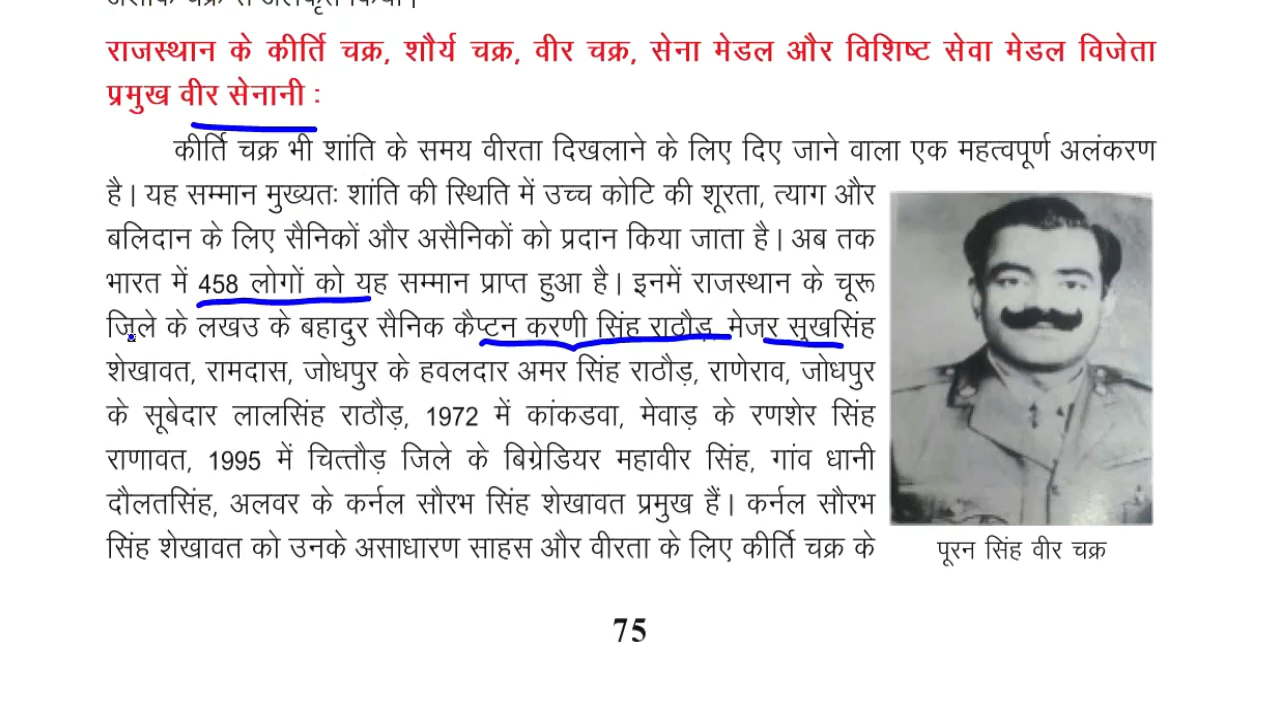 राजस्थान के कीर्ति चक्र, शौर्य चक्र, वीर चक्र, सेना मेडल और विशिष्ट सेवा मेडल विजेता
प्रमुख वीर सेनानी :
कीर्ति चक्र भी शांति के समय वीरता दिखलाने के लिए दिए जाने वाला एक महत्वपूर्ण अलंकरण
है। यह सम्मान मुख्यतः शांति की स्थिति में उच्च कोटि की शूरता, त्याग और
बलिदान के लिए सैनिकों और असैनिकों को प्रदान किया जाता है। अब तक
भारत में 458 लोगों को यह सम्मान प्राप्त हुआ है। इनमें राजस्थान के चूरू
जिले के लखउ के बहादुर सैनिक कैप्टन करणी सिंह राठौड़, मेजर सुखसिंह
शेखावत, रामदास, जोधपुर के हवलदार अमर सिंह राठौड़, राणेराव, जोधपुर
के सूबेदार लालसिंह राठौड़, 1972 में कांकडवा, मेवाड़ के रणशेर सिंह
राणावत, 1995 में चित्तौड़ जिले के बिग्रेडियर महावीर सिंह, गांव धानी
दौलतसिंह, अलवर के कर्नल सौरभ सिंह शेखावत प्रमुख हैं। कर्नल सौरभ
सिंह शेखावत को उनके असाधारण साहस और वीरता के लिए कीर्ति चक्र के
पूरन सिंह वीर चक्र
75